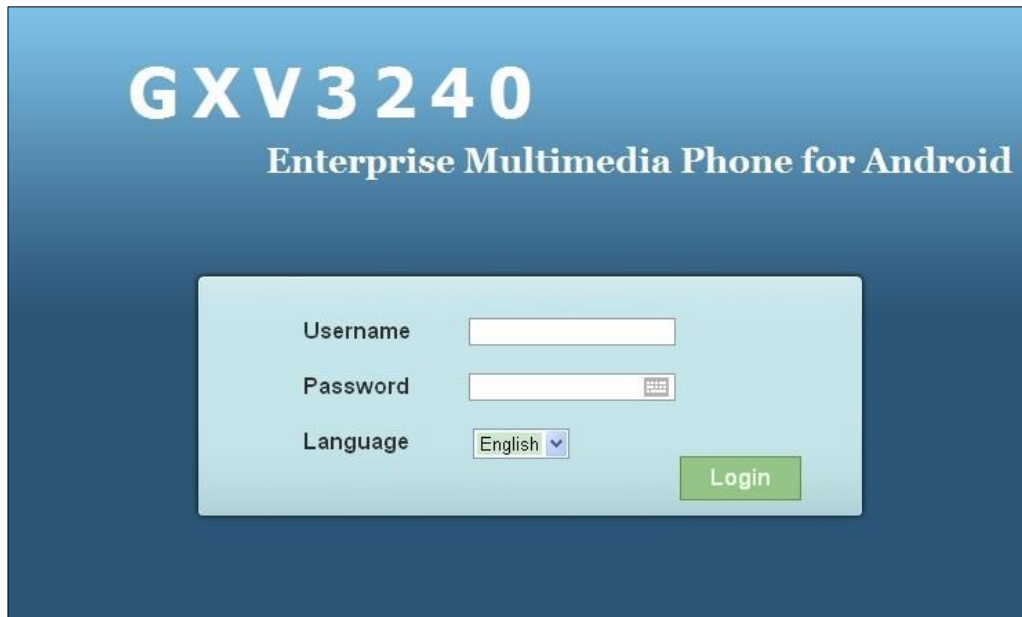 GXV3240
Enterprise Multimedia Phone for Android
Username
Password
Language English
Login